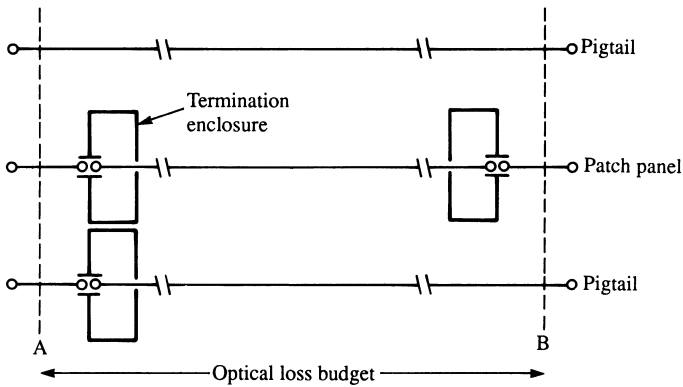 Pigtail
Termination
enclosure
Patch panel
Pigtail
A
B
Optical loss budget